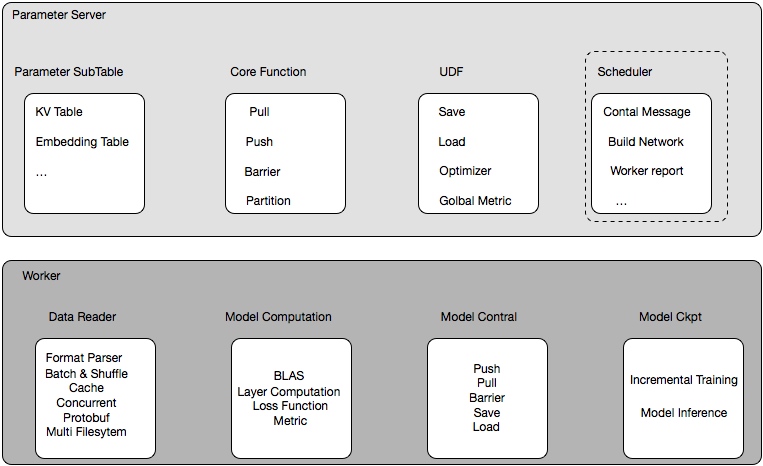 Parameter Server
Parameter SubTable
KV Table
Embedding Table
...
Core Function
Pull
Push
Barrier
Partition
UDF
Save
Load
Optimizer
Golbal Metric
Scheduler
Contal Message
Build Network
Worker report
...
Worker
Data Reader
Format Parser
Batch & Shuffle
Cache
Concurrent
Protobuf
Multi Filesytem
Model Computation
BLAS
Layer Computation
Loss Function
Metric
Model Contral
Push
Pull
Barrier
Save
Load
Model Ckpt
Incremental Training
Model Inference